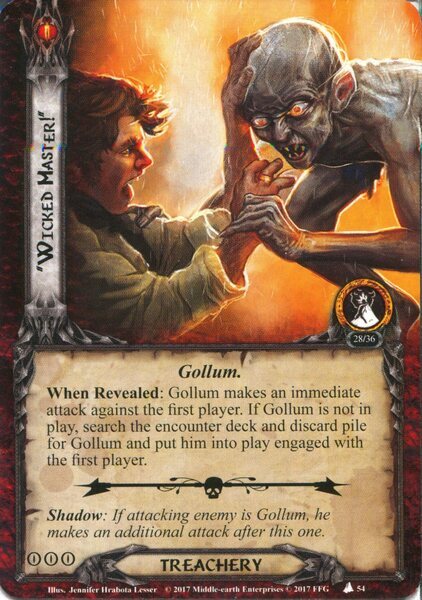 "Wicked Master!"
28/36
Gollum.
When Revealed: Gollum makes an immediate
attack against the first player. If Gollum is not in
play, search the encounter deck and discard pile
for Gollum and put him into play engaged with
the first player.
Shadow: If attacking enemy is Gollum, he
makes an additional attack after this one.
TREACHERY
Illus. Jennifer Hrabota Lesser © 2017 Middle-earth Enterprises © 2017 FFG 54